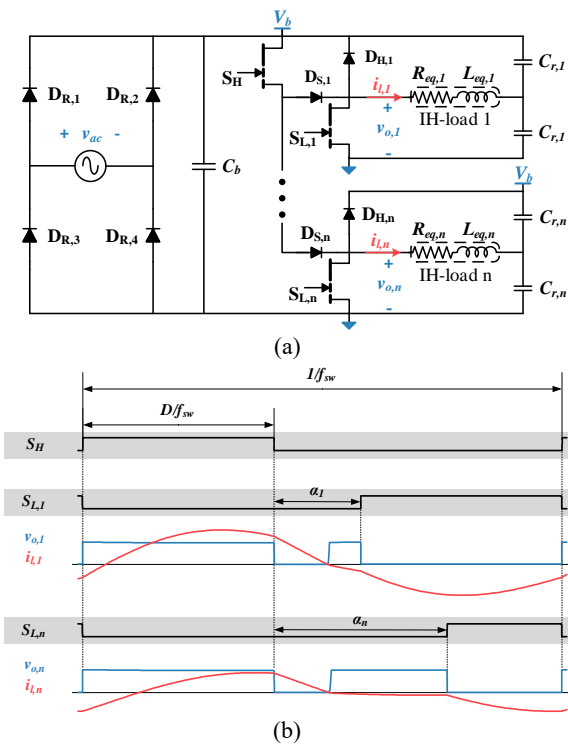 V_b
S_H
D_S,1
D_H,1
i_l,1
R_eq,1
L_eq,1
C_r,1
IH-load 1
D_R,1
D_R,2
+ v_ac -
C_b
S_L,1
+
v_o,1
-
C_r,1
V_b
D_R,3
D_R,4
D_S,n
D_H,n
i_l,n
R_eq,n
L_eq,n
C_r,n
IH-load n
S_L,n
+
v_o,n
-
C_r,n
(a)
1/f_sw
D/f_sw
S_H
α_1
S_L,1
v_o,1
i_l,1
α_n
S_L,n
v_o,n
i_l,n
(b)